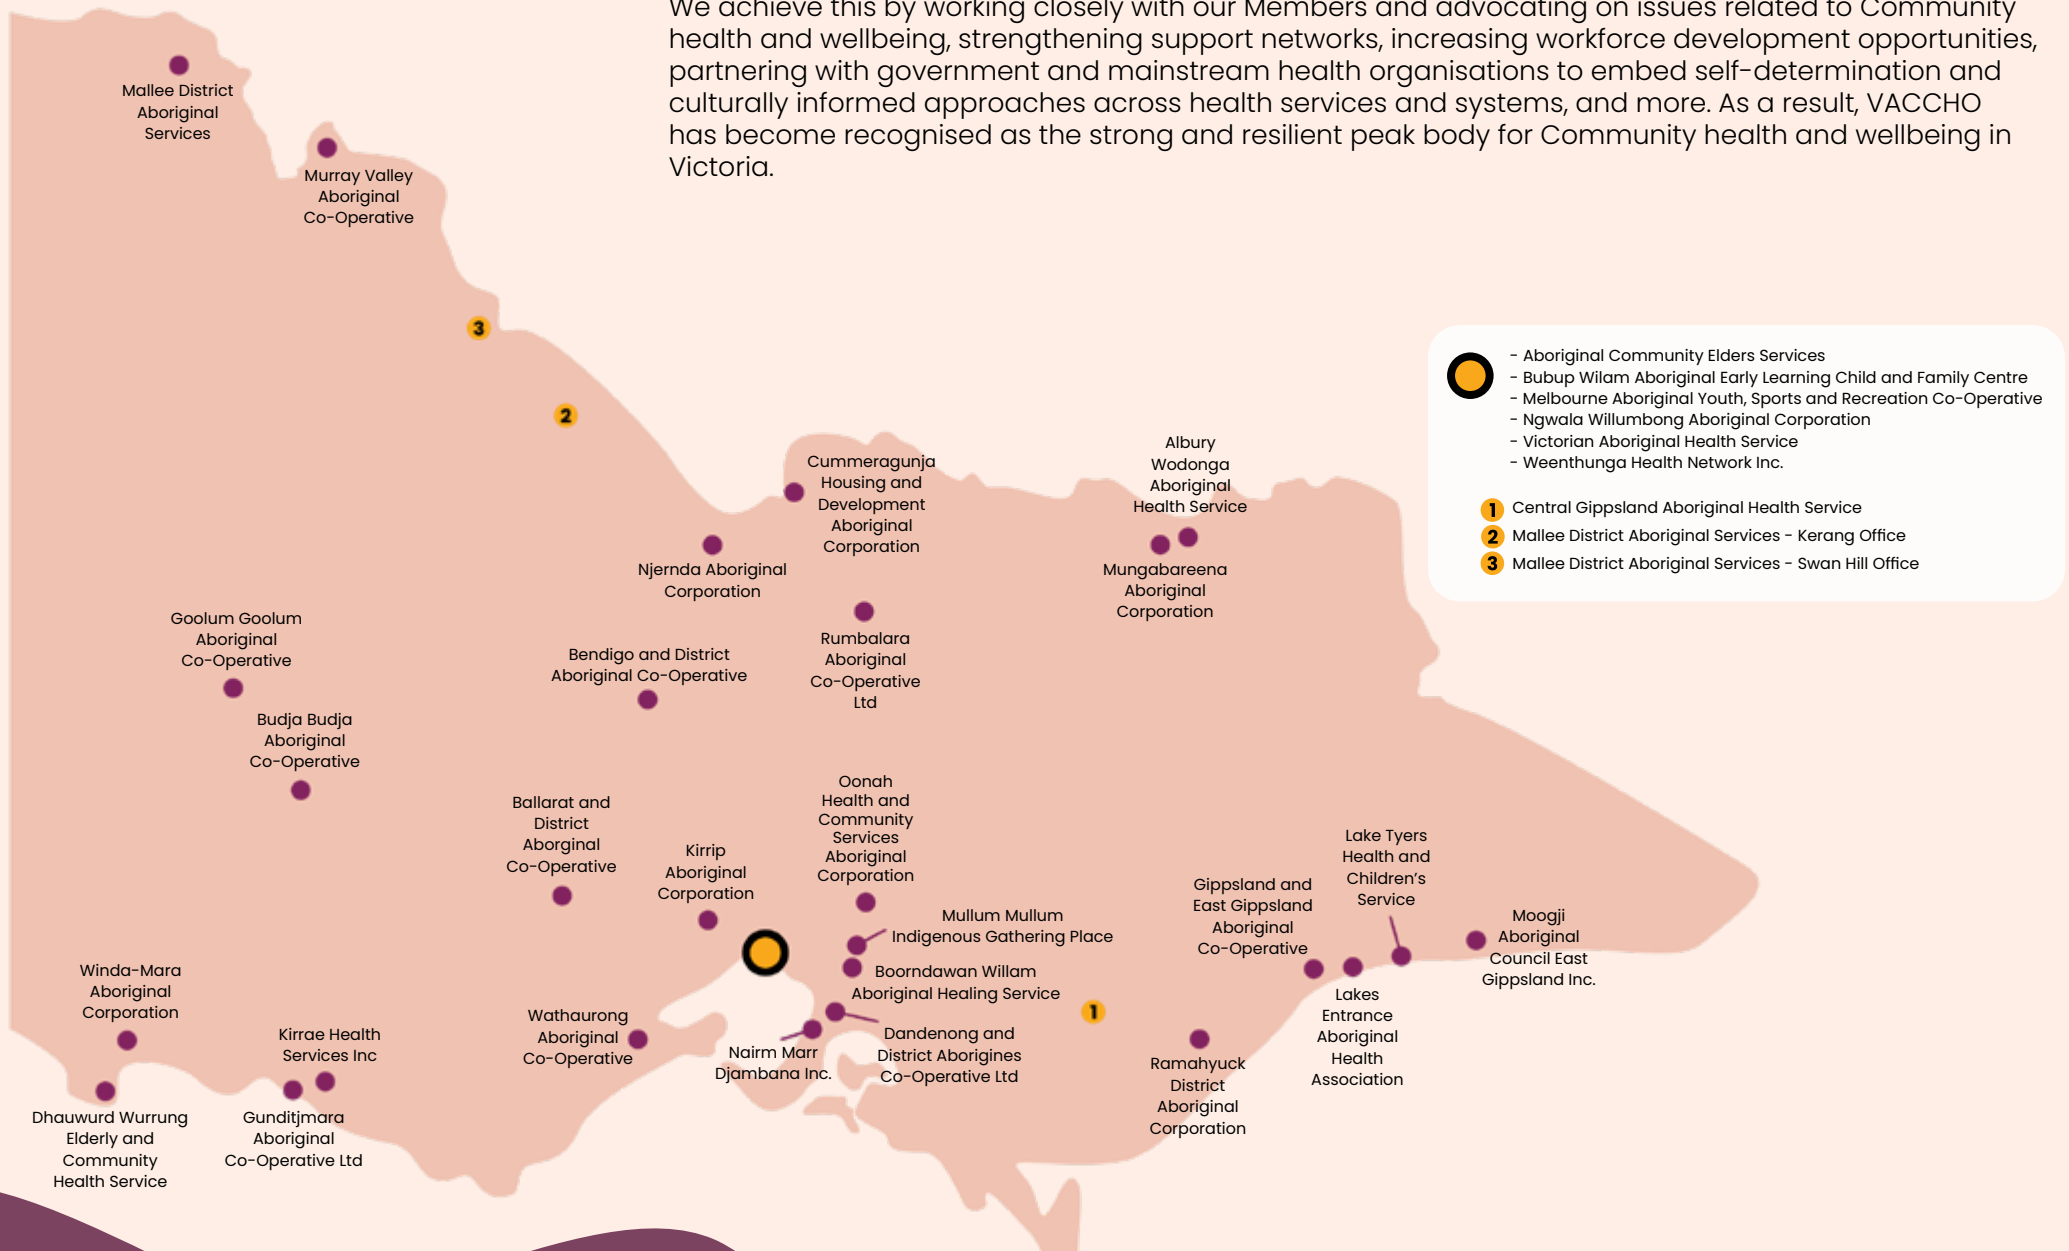 We achieve this by working closely with our Members and advocating on issues related to Community
health and wellbeing, strengthening support networks, increasing workforce development opportunities,
partnering with government and mainstream health organisations to embed self-determination and
culturally informed approaches across health services and systems, and more. As a result, VACCHO
has become recognised as the strong and resilient peak body for Community health and wellbeing in
Victoria.
Mallee District
Aboriginal
Services
Murray Valley
Aboriginal
Co-Operative
3
2
- Aboriginal Community Elders Services
- Bubup Wilam Aboriginal Early Learning Child and Family Centre
- Melbourne Aboriginal Youth, Sports and Recreation Co-Operative
- Ngwala Willumbong Aboriginal Corporation
- Victorian Aboriginal Health Service
- Weenthunga Health Network Inc.
1 Central Gippsland Aboriginal Health Service
2 Mallee District Aboriginal Services - Kerang Office
3 Mallee District Aboriginal Services - Swan Hill Office
Cummeragunja
Housing and
Development
Aboriginal
Corporation
Albury
Wodonga
Aboriginal
Health Service
Njernda Aboriginal
Corporation
Mungabareena
Aboriginal
Corporation
Goolum Goolum
Aboriginal
Co-Operative
Bendigo and District
Aboriginal Co-Operative
Rumbalara
Aboriginal
Co-Operative
Ltd
Budja Budja
Aboriginal
Co-Operative
Ballarat and
District
Aborginal
Co-Operative
Kirrip
Aboriginal
Corporation
Oonah
Health and
Community
Services
Aboriginal
Corporation
Mullum Mullum
Indigenous Gathering Place
Boorndawan Willam
Aboriginal Healing Service
Gippsland and
East Gippsland
Aboriginal
Co-Operative
Lake Tyers
Health and
Children's
Service
Moogji
Aboriginal
Council East
Gippsland Inc.
Winda-Mara
Aboriginal
Corporation
Kirrae Health
Services Inc
Wathaurong
Aboriginal
Co-Operative
Nairm Marr
Djambana Inc.
Dandenong and
District Aborigines
Co-Operative Ltd
1
Ramahyuck
District
Aboriginal
Corporation
Lakes
Entrance
Aboriginal
Health
Association
Dhauwurd Wurrung
Elderly and
Community
Health Service
Gunditjmara
Aboriginal
Co-Operative Ltd